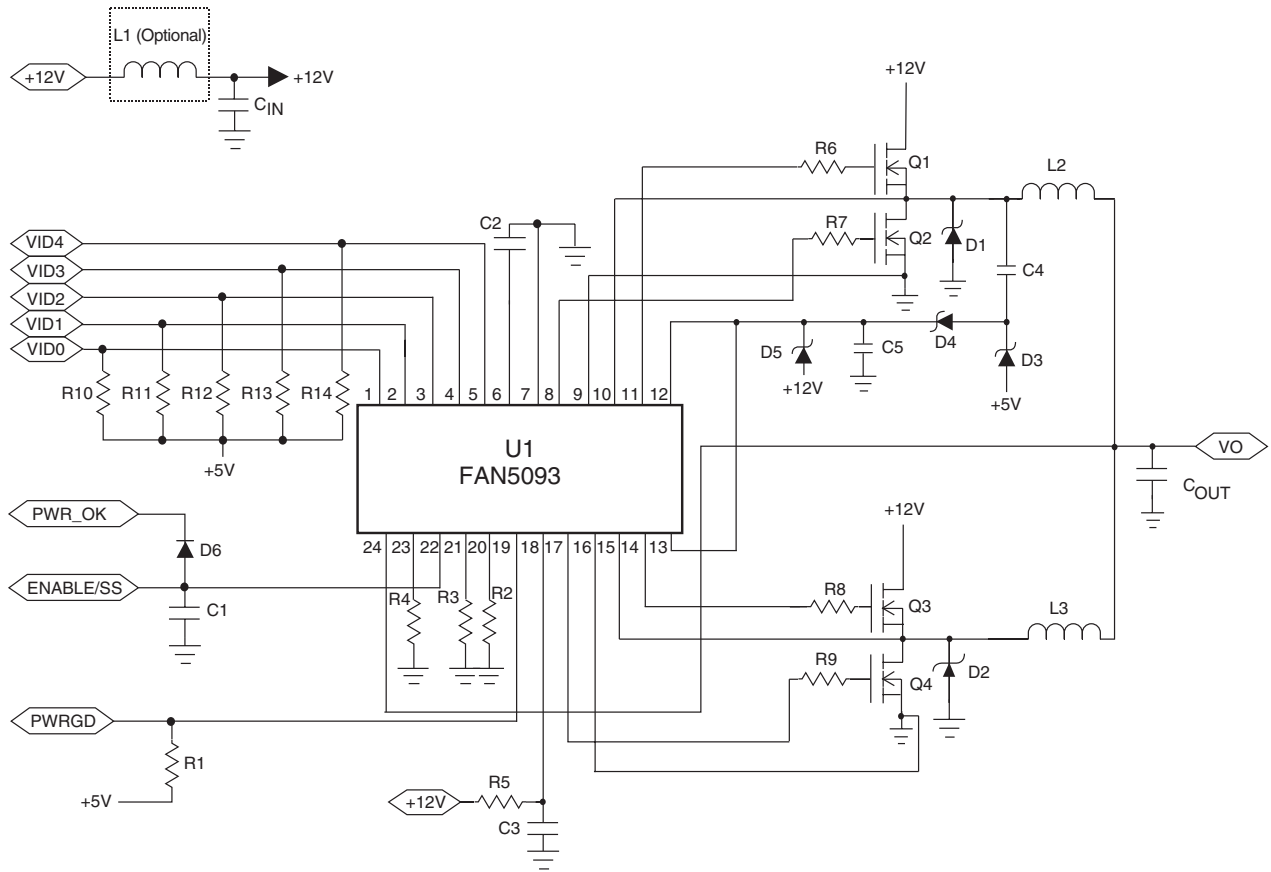 L1 (Optional)
+12V
+12V
CIN
+12V
R6
Q1
L2
C2
R7
Q2
D1
C4
VID4
VID3
VID2
VID1
VID0
D5
C5
D4
D3
+12V
+5V
R10 R11 R12 R13 R14
1 2 3 4 5 6 7 8 9 10 11 12
+5V
U1
FAN5093
VO
COUT
PWR_OK
D6
+12V
24 23 22 21 20 19 18 17 16 15 14 13
ENABLE/SS
C1
R4 R3 R2
R8
Q3
L3
R9
Q4
D2
PWRGD
R1
+5V
+12V
R5
C3